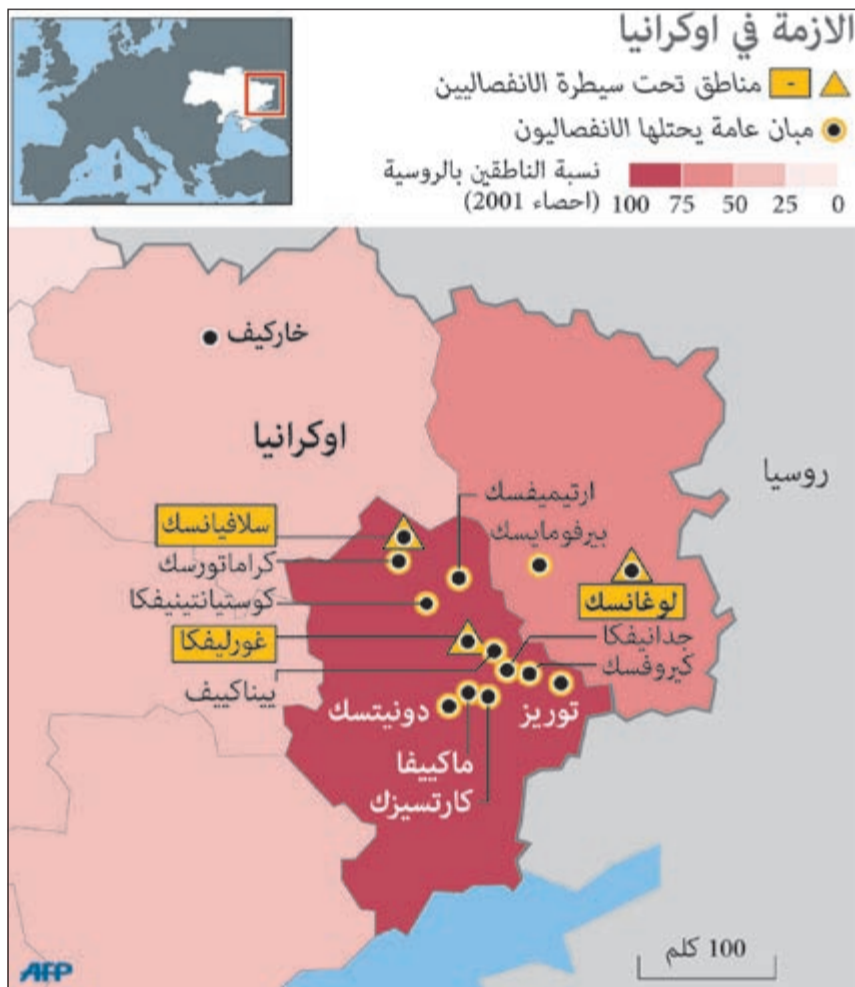 الازمة في اوكرانيا
مناطق تحت سيطرة الانفصاليين
مبان عامة يحتلها الانفصاليون
نسبة الناطقين بالروسية
(احصاء 2001)
100 75 50 25 0
خاركيف
اوكرانيا
روسيا
ارتيميفسك
بيرفومايسك
سلافيانسك
كراماتورسك
كوستيانتينيفكا
لوغانسك
غورليفكا
جدانيفكا
كيروفسك
ييناكييف
دونيتسك
توريز
ماكييفا
كارتسيزك
100 كلم
AFP